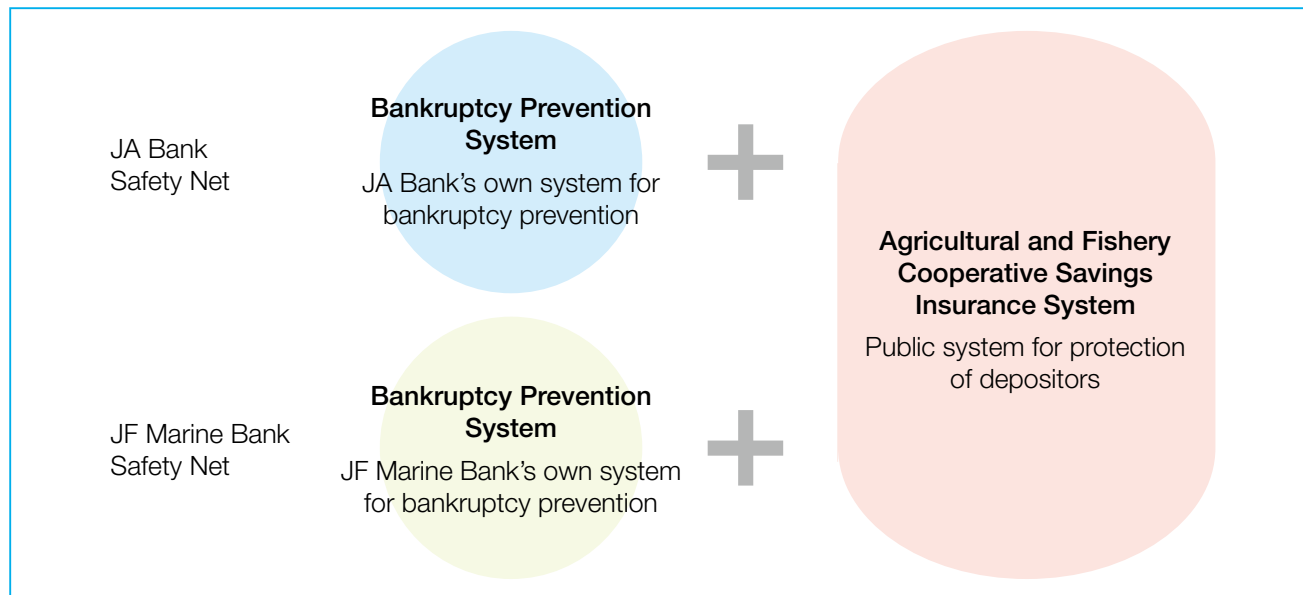 JA Bank
Safety Net
Bankruptcy Prevention
System
JA Bank’s own system for
bankruptcy prevention
JF Marine Bank
Safety Net
Bankruptcy Prevention
System
JF Marine Bank’s own system
for bankruptcy prevention
Agricultural and Fishery
Cooperative Savings
Insurance System
Public system for protection
of depositors